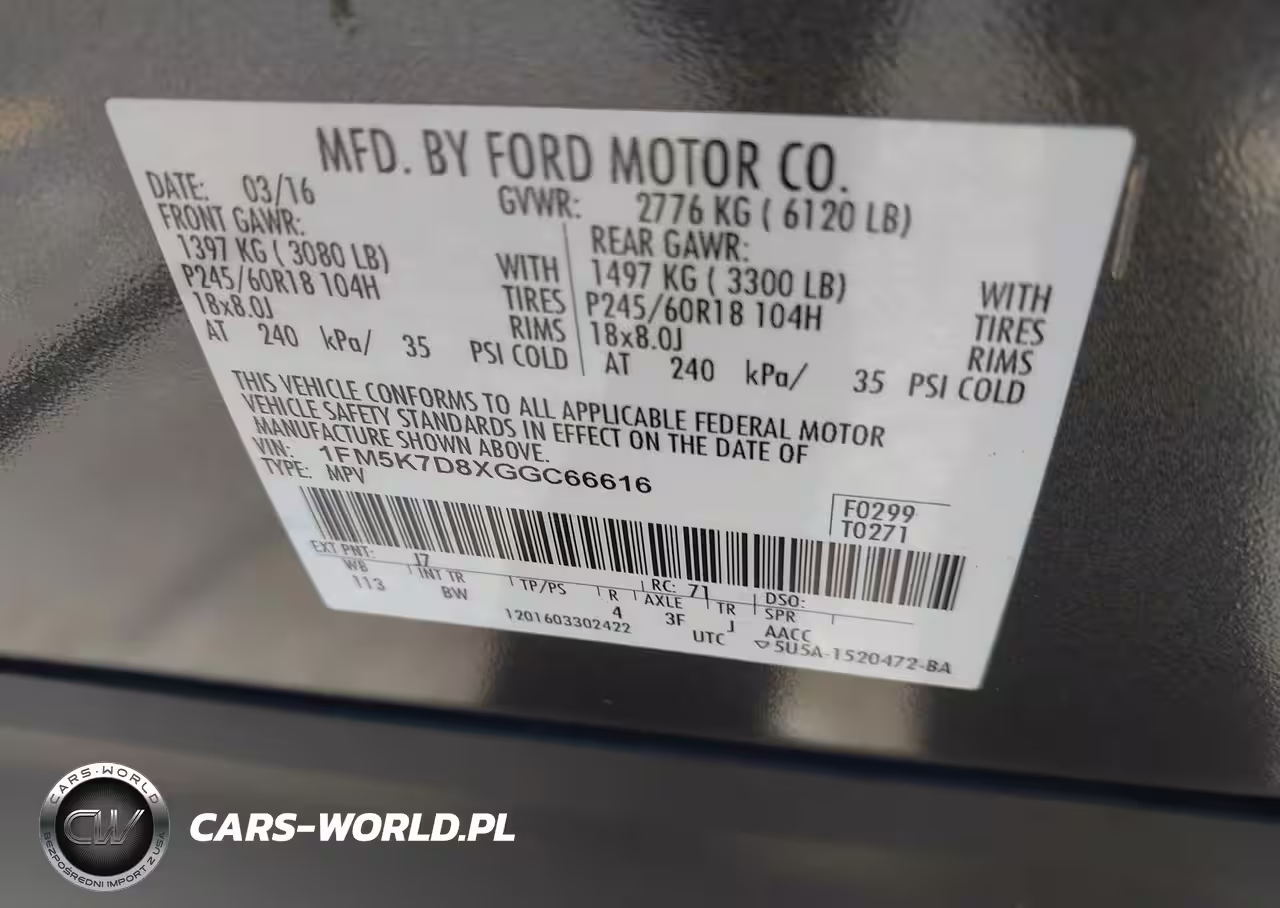 MFD. BY FORD MOTOR CO.
DATE: 03/16 GVWR: 2776 KG ( 6120 LB)
FRONT GAWR: REAR GAWR:
1397 KG ( 3080 LB) WITH 1497 KG ( 3300 LB) WITH
P245/60R18 104H TIRES P245/60R18 104H TIRES
18x8.0J RIMS 18x8.0J RIMS
AT 240 kPa/ 35 PSI COLD AT 240 kPa/ 35 PSI COLD
THIS VEHICLE CONFORMS TO ALL APPLICABLE FEDERAL MOTOR
VEHICLE SAFETY STANDARDS IN EFFECT ON THE DATE OF
MANUFACTURE SHOWN ABOVE.
VIN: 1FM5K7D8XGGC66616
TYPE: MPV
F0299
T0271
EXT PNT: J7 RC: 71 DSO:
WB INT TR TP/PS R AXLE TR SPR
113 BW 4 3F J AACC
1201603302422 UTC ▽5U5A-1520472-BA
CARS-WORLD
CW
BEZPOŚREDNI IMPORT Z USA
CARS-WORLD.PL